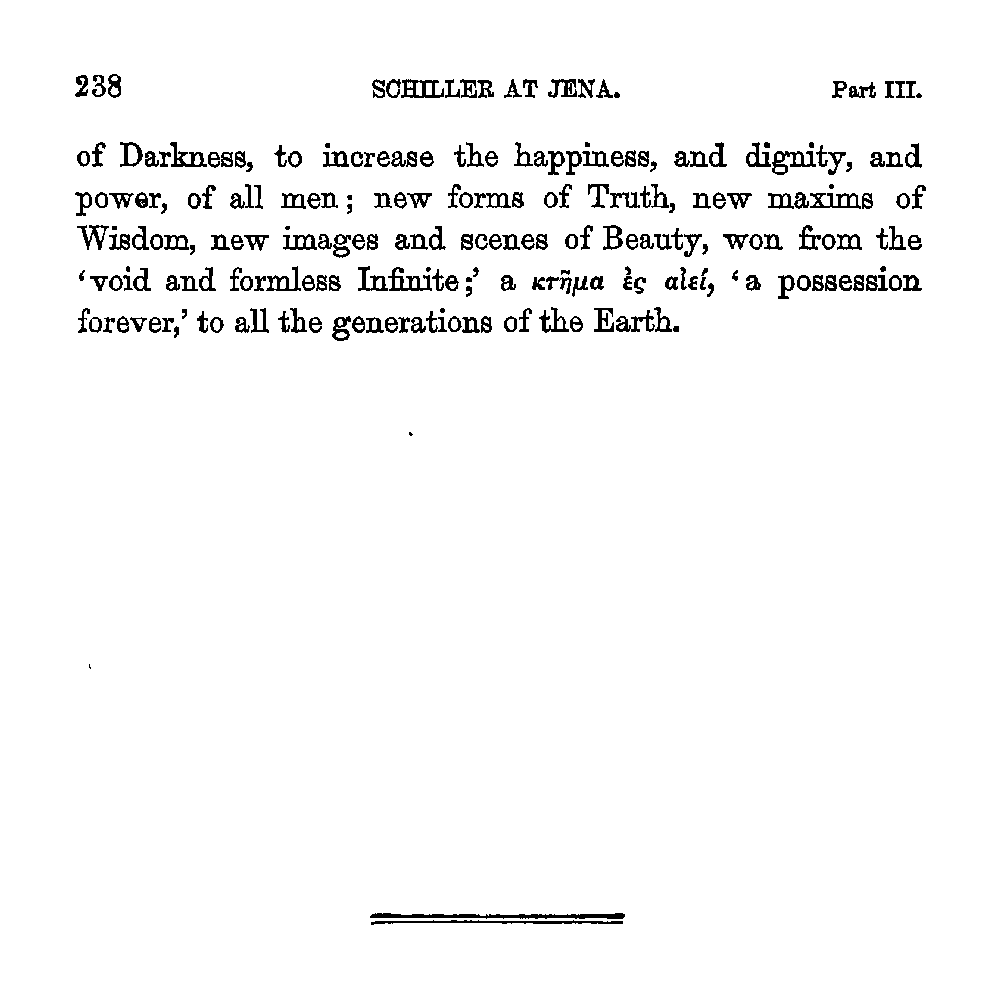 238 SCHILLER AT JENA. Part III.
of Darkness, to increase the happiness, and dignity, and
power, of all men; new forms of Truth, new maxims of
Wisdom, new images and scenes of Beauty, won from the
‘void and formless Infinite;’ a κτῆμα ἐς αἰεί, ‘a possession
forever,’ to all the generations of the Earth.